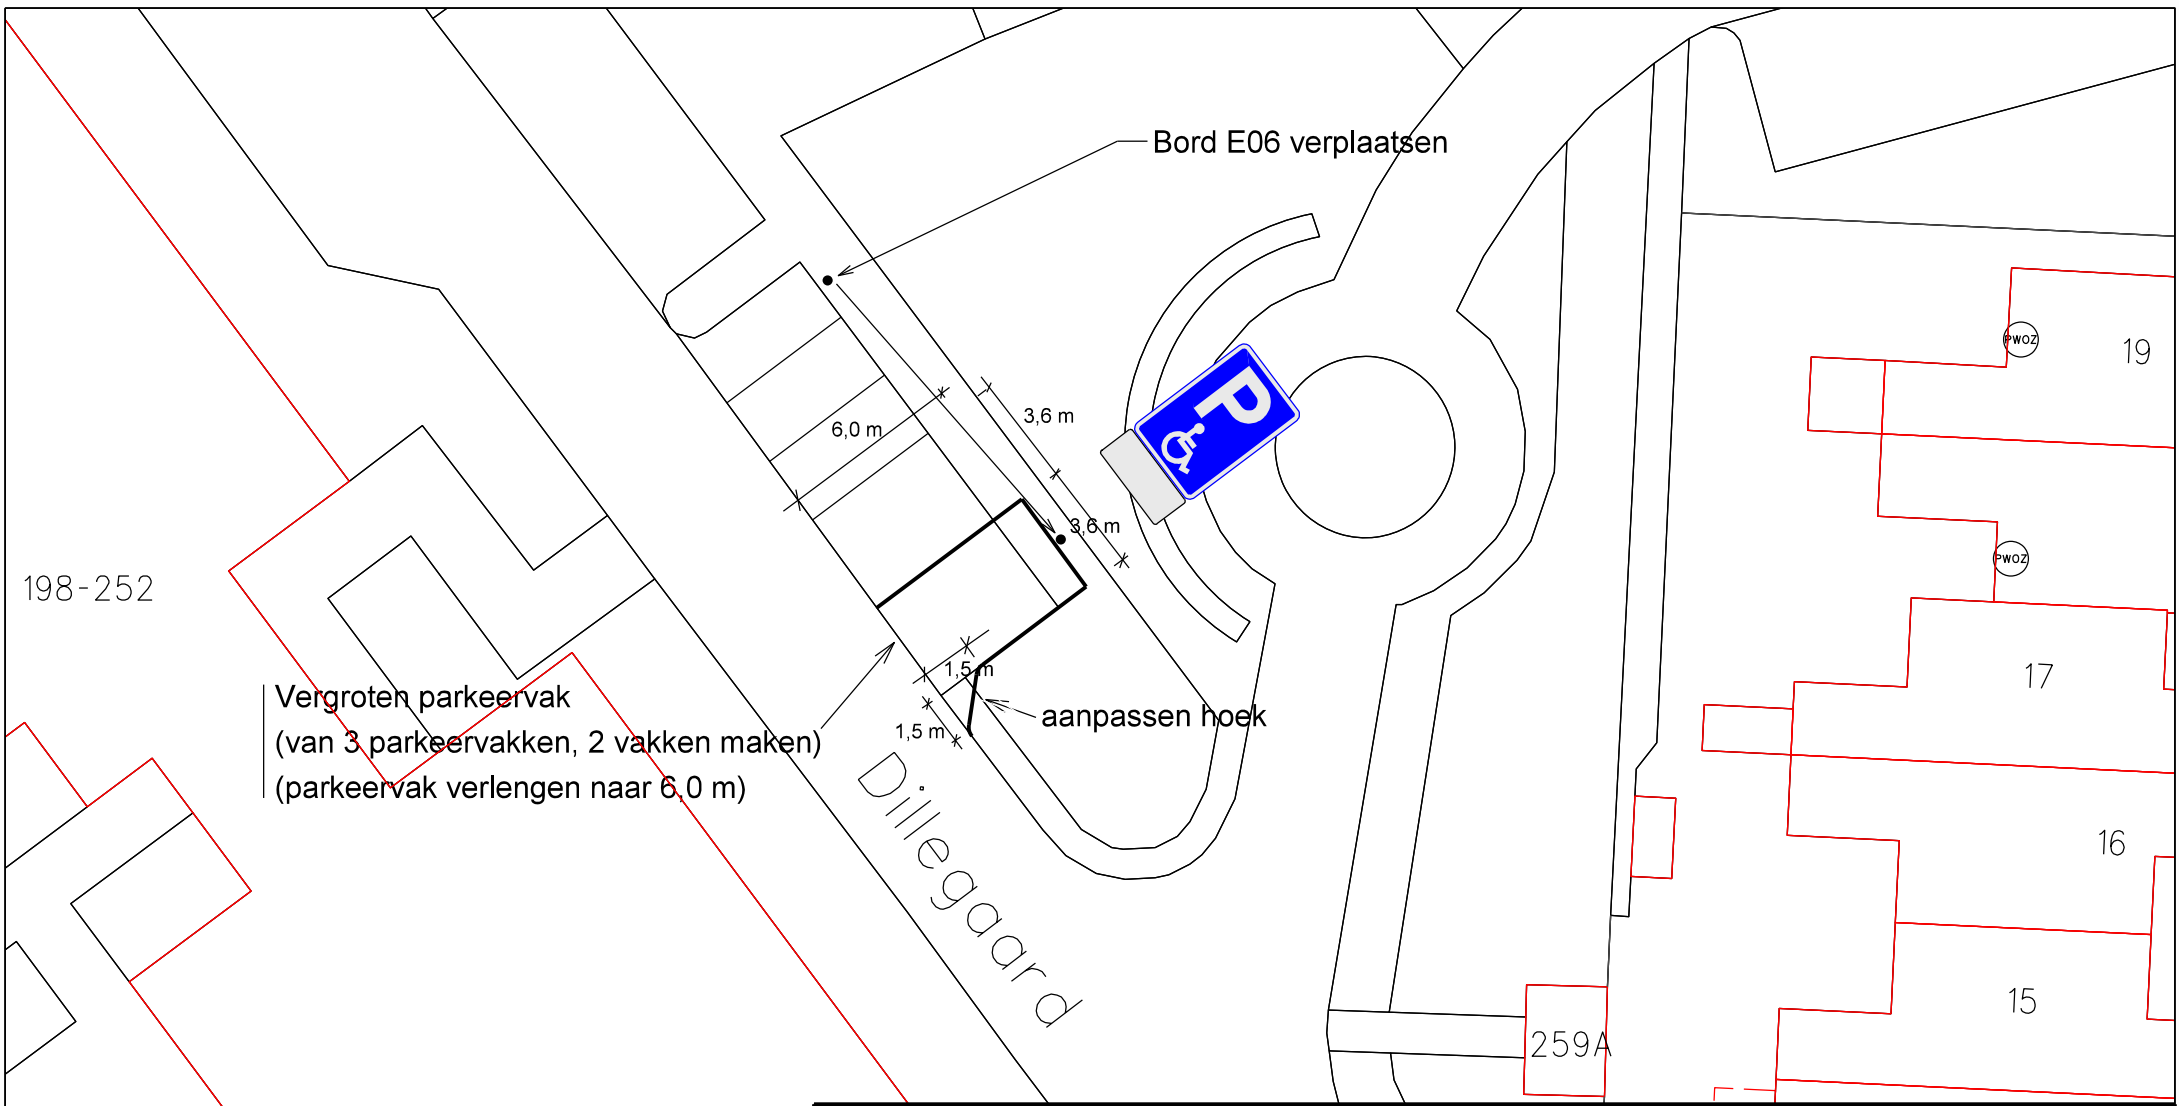 Bord E06 verplaatsen
PWOZ
19
3,6 m
6,0 m
P
3,6 m
PWOZ
198-252
1,5 m
17
Vergroten parkeervak
(van 3 parkeervakken, 2 vakken maken)
(parkeervak verlengen naar 6,0 m)
aanpassen hoek
1,5 m
Dillegaard
16
15
259A